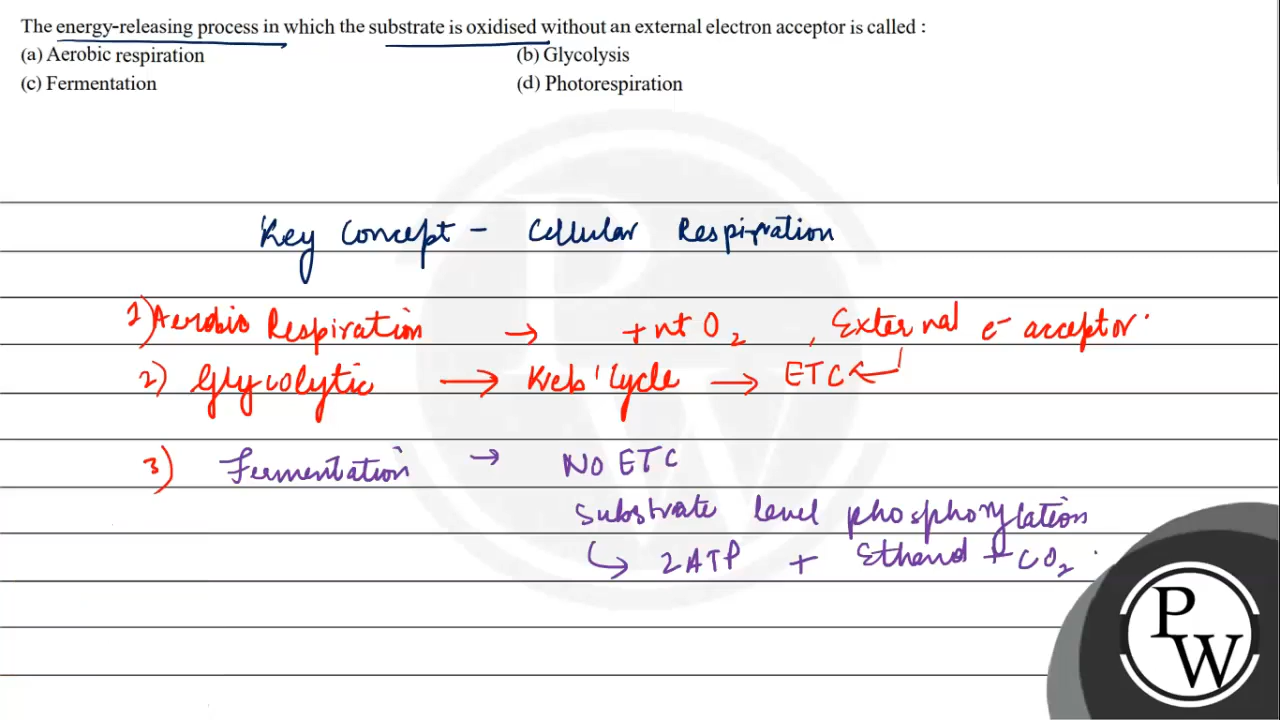 The energy-releasing process in which the substrate is oxidised without an external electron acceptor is called :
(a) Aerobic respiration (b) Glycolysis
(c) Fermentation (d) Photorespiration
Key Concept - Cellular Respiration
1) Aerobic Respiration → +nt O2, External e- acceptor.
2) Glycolytic → Kreb' Cycle → ETC
3) Fermentation → No ETC
Substrate level phosphorylation
↳ 2ATP + Ethanol + CO2.
P
W